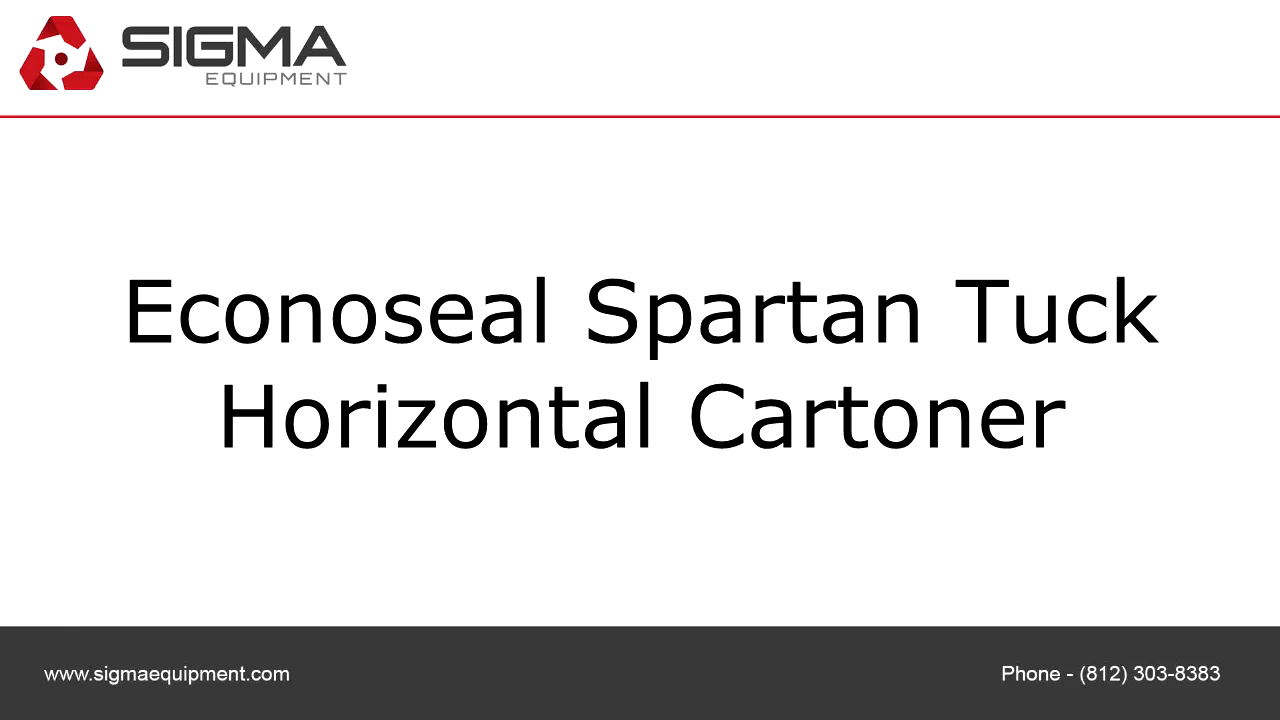 SIGMA
EQUIPMENT
Econoseal Spartan Tuck
Horizontal Cartoner
www.sigmaequipment.com
Phone - (812) 303-8383